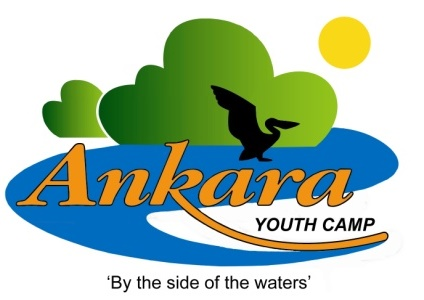 Ankara
YOUTH CAMP
‘By the side of the waters’